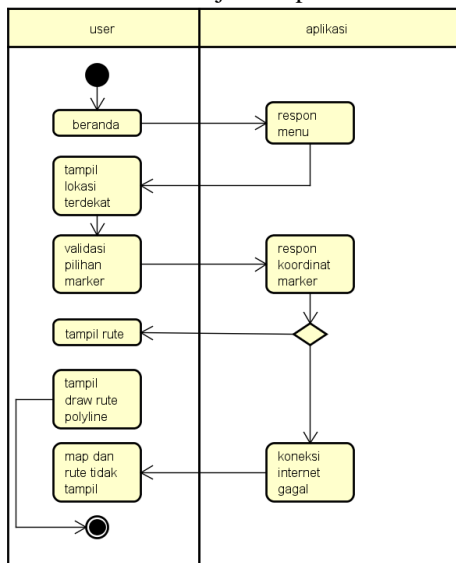 user
aplikasi
beranda
respon
menu
tampil
lokasi
terdekat
validasi
pilihan
marker
respon
koordinat
marker
tampil rute
tampil
draw rute
polyline
map dan
rute tidak
tampil
koneksi
internet
gagal